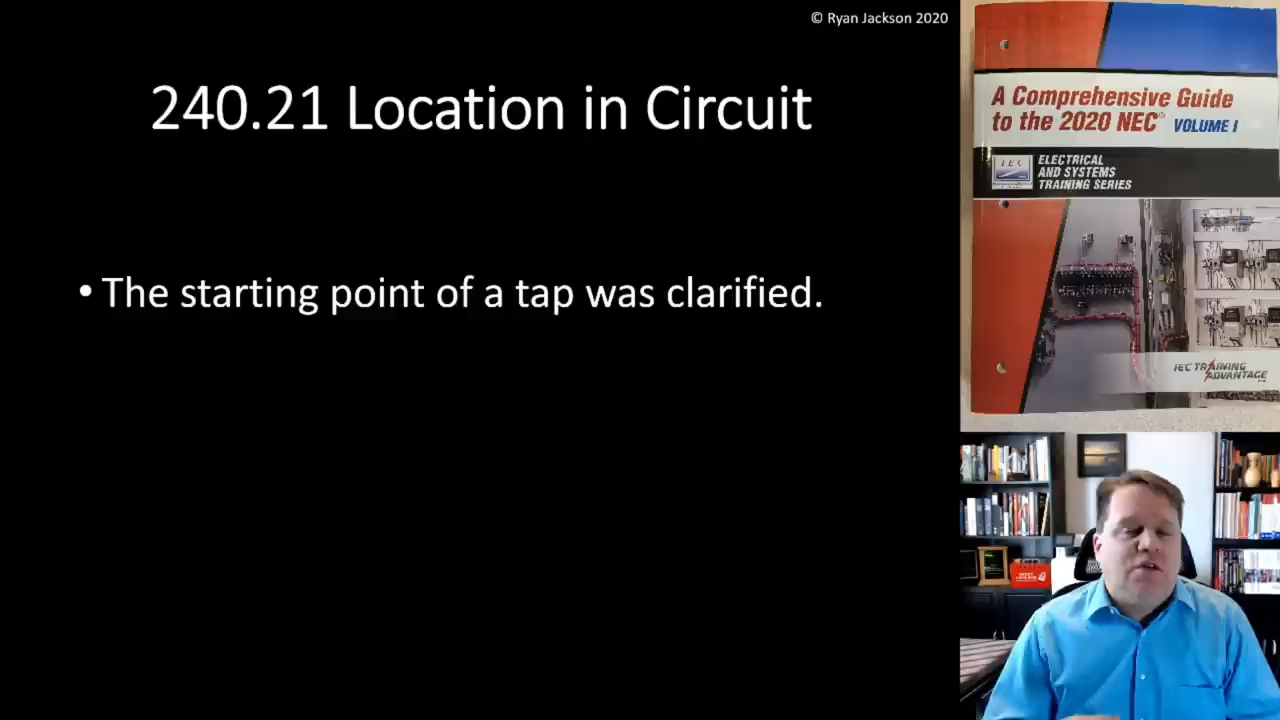 © Ryan Jackson 2020
240.21 Location in Circuit
• The starting point of a tap was clarified.
A Comprehensive Guide
to the 2020 NEC® VOLUME I
IEC
ELECTRICAL
AND SYSTEMS
TRAINING SERIES
IEC TRAINING
ADVANTAGE